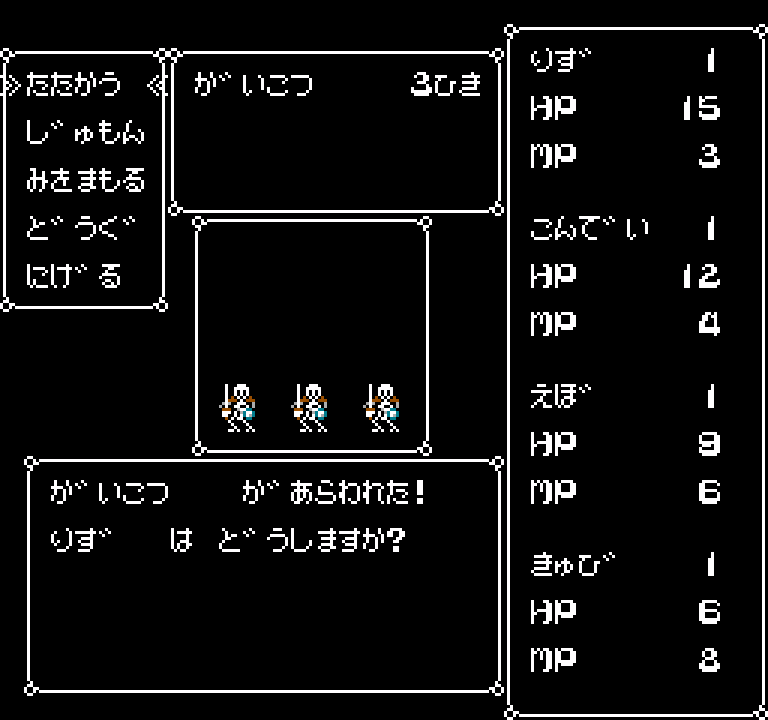 たたかう
じゅもん
みきまもる
どうぐ
にげる
がいこつ 3ひき
がいこつ があらわれた!
りず は どうしますか?
りず 1
HP 15
MP 3
こんでい 1
HP 12
MP 4
えぼ 1
HP 9
MP 6
きゅび 1
HP 6
MP 8